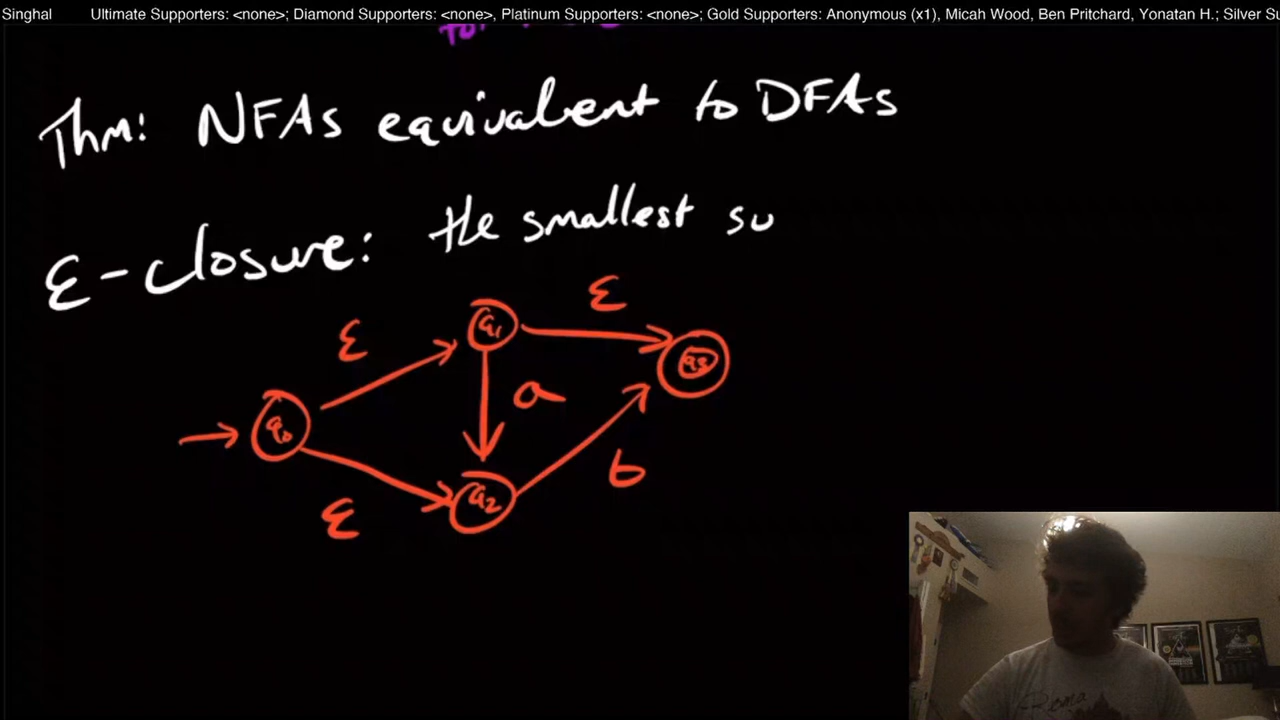 Singhal Ultimate Supporters: <none>; Diamond Supporters: <none>, Platinum Supporters: <none>; Gold Supporters: Anonymous (x1), Micah Wood, Ben Pritchard, Yonatan H.; Silver Su
Thm: NFAs equivalent to DFAs
ε-closure: the smallest su
ε
q1
ε
q3
a
q0
b
q2
ε
Roma